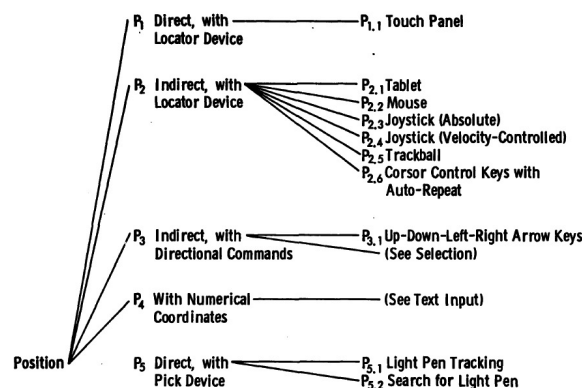 P1 Direct, with P1.1 Touch Panel
Locator Device
P2 Indirect, with P2.1 Tablet
Locator Device P2.2 Mouse
P2.3 Joystick (Absolute)
P2.4 Joystick (Velocity-Controlled)
P2.5 Trackball
P2.6 Corsor Control Keys with
Auto-Repeat
P3 Indirect, with P3.1 Up-Down-Left-Right Arrow Keys
Directional Commands (See Selection)
P4 With Numerical (See Text Input)
Coordinates
Position P5 Direct, with P5.1 Light Pen Tracking
Pick Device P5.2 Search for Light Pen